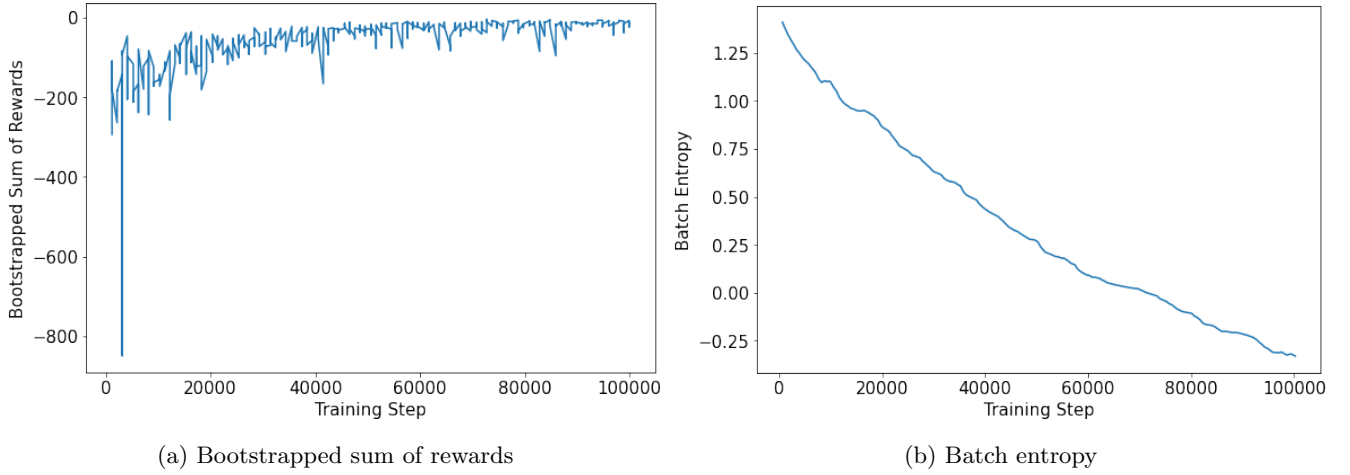 Bootstrapped Sum of Rewards
0
−200
−400
−600
−800
0 20000 40000 60000 80000 100000
Training Step
(a) Bootstrapped sum of rewards
Batch Entropy
1.25
1.00
0.75
0.50
0.25
0.00
−0.25
20000 40000 60000 80000 100000
Training Step
(b) Batch entropy